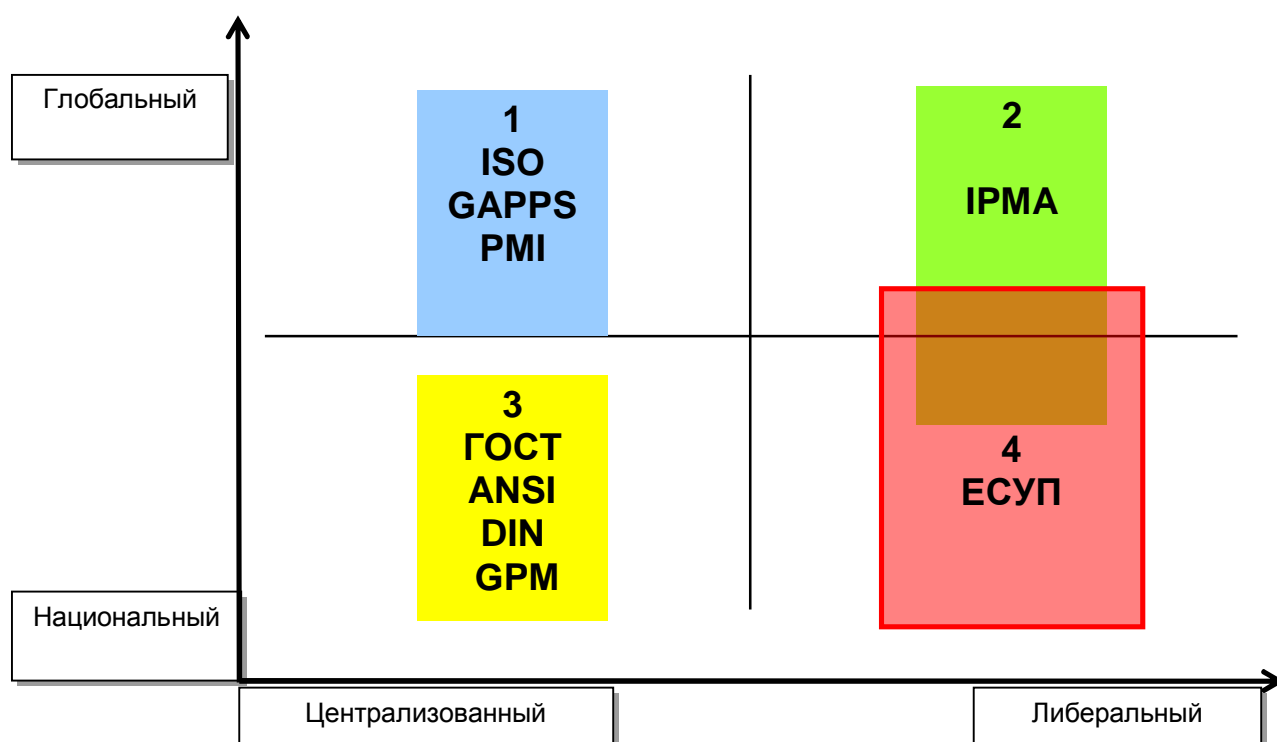 Глобальный
1
ISO
GAPPS
PMI
2
IPMA
3
ГОСТ
ANSI
DIN
GPM
4
ЕСУП
Национальный
Централизованный
Либеральный